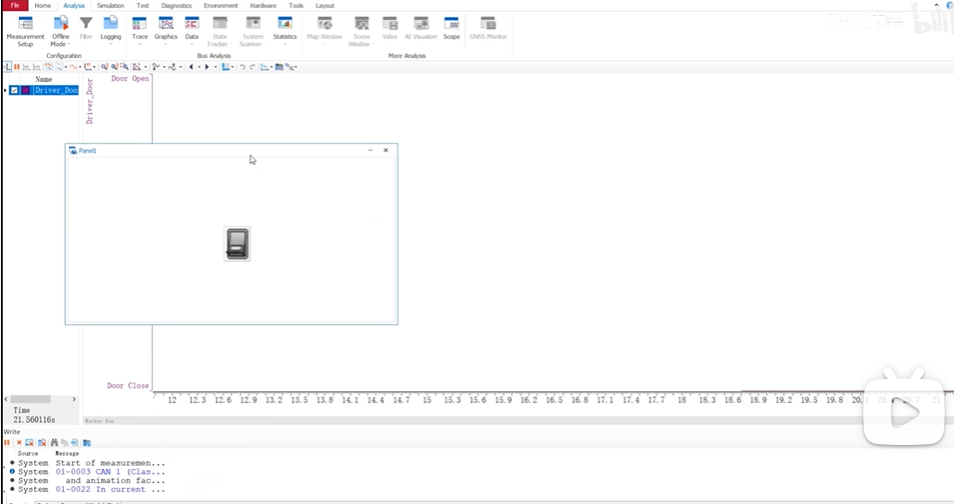 File Home Analysis Simulation Test Diagnostics Environment Hardware Tools Layout
Measurement Setup
Offline Mode
Filter
Logging
Trace
Graphics
Data
State Tracker
System Scanner
Statistics
Map Window
Scene Window
Video
AI Visualizer
Scope
GNSS Monitor
Configuration
Bus Analysis
More Analysis
Name
Driver_Doo
Driver_Door
Door Open
Panel1
Door Close
12 12.3 12.6 12.9 13.2 13.5 13.8 14.1 14.4 14.7 15 15.3 15.6 15.9 16.2 16.5 16.8 17.1 17.4 17.7 18 18.3 18.6 18.9 19.2 19.5 19.8 20.1
Time
21.560116s
Write
Source Message
System Start of measuremen...
System 01-0003 CAN 1 (Clas...
System and animation fac...
System 01-0022 In current ...